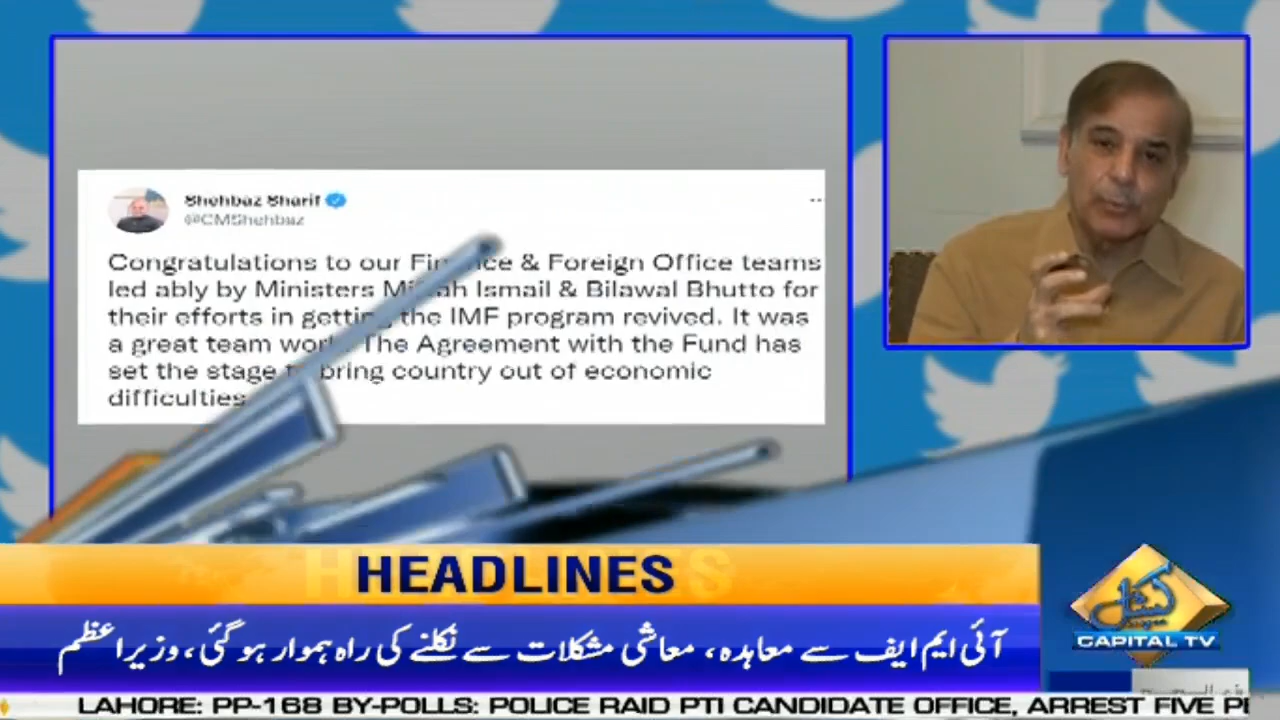 Shehbaz Sharif
@CMShehbaz
Congratulations to our Finance & Foreign Office teams
led ably by Ministers Miftah Ismail & Bilawal Bhutto for
their efforts in getting the IMF program revived. It was
a great team work. The Agreement with the Fund has
set the stage to bring country out of economic
difficulties
HEADLINES
آئی ایم ایف سے معاہدہ، معاشی مشکلات سے نکلنے کی راہ ہموار ہوگئی، وزیراعظم
کیپیٹل
CAPITAL TV
LAHORE: PP-168 BY-POLLS: POLICE RAID PTI CANDIDATE OFFICE, ARREST FIVE